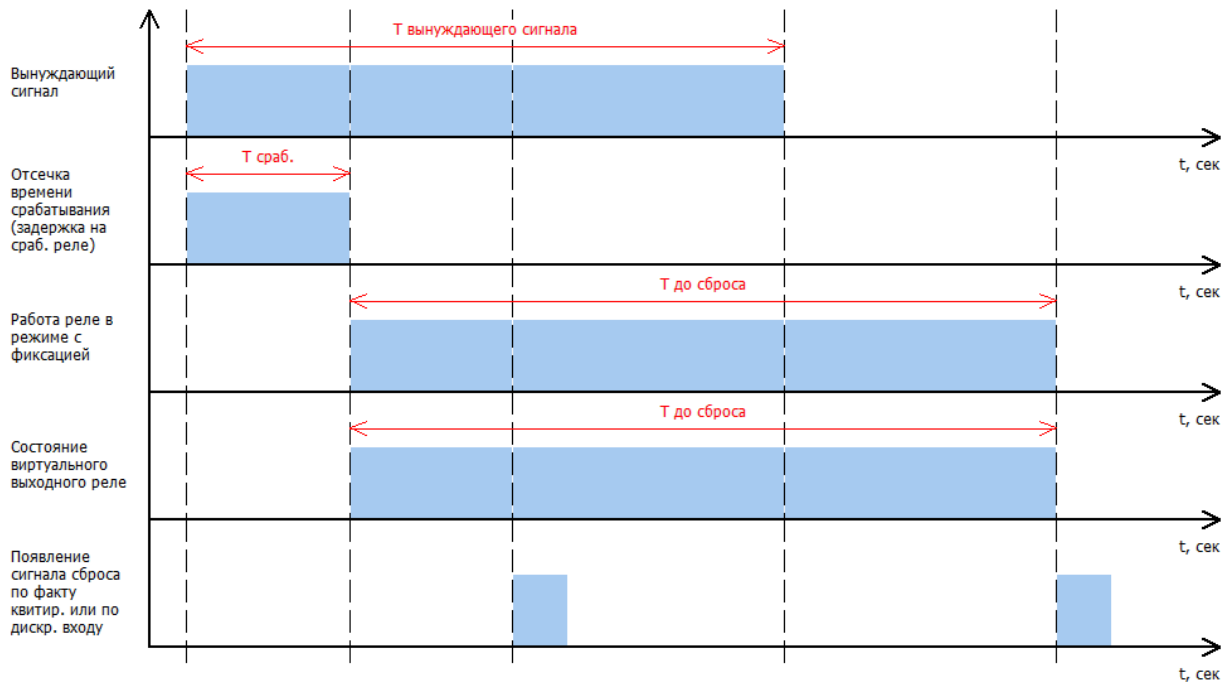 Т вынуждающего сигнала
Вынуждающий
сигнал
t, сек
Т сраб.
Отсечка
времени
срабатывания
(задержка на
сраб. реле)
t, сек
Т до сброса
Работа реле в
режиме с
фиксацией
t, сек
Т до сброса
Состояние
виртуального
выходного реле
t, сек
Появление
сигнала сброса
по факту
квитир. или по
дискр. входу
t, сек